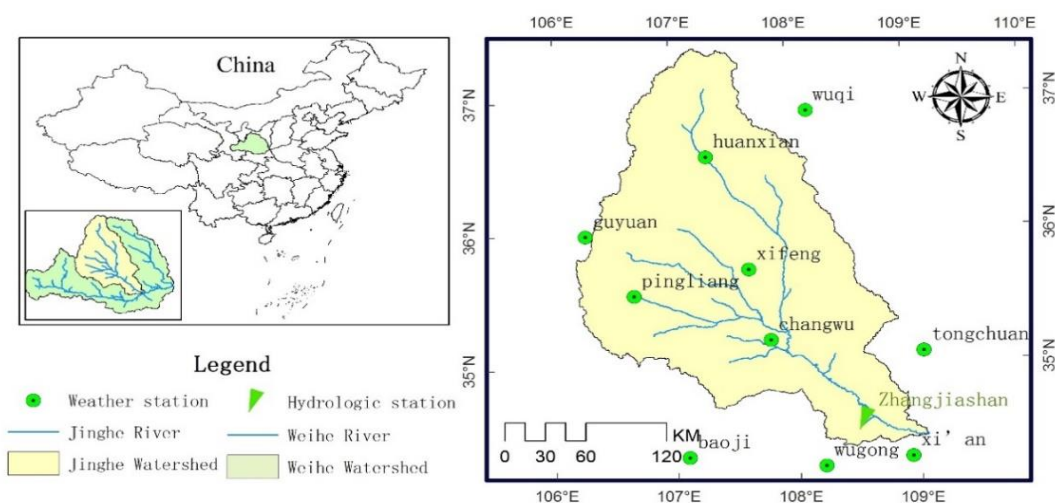 China
Legend
Weather station
Hydrologic station
Jinghe River
Weihe River
Jinghe Watershed
Weihe Watershed
106°E
107°E
108°E
109°E
110°E
37°N
36°N
35°N
N
W
E
S
wuqi
huanxian
guyuan
xifeng
pingliang
changwu
tongchuan
Zhangjiashan
xi'an
baoji
wugong
KM
0 30 60 120
37°N
36°N
35°N
106°E
107°E
108°E
109°E